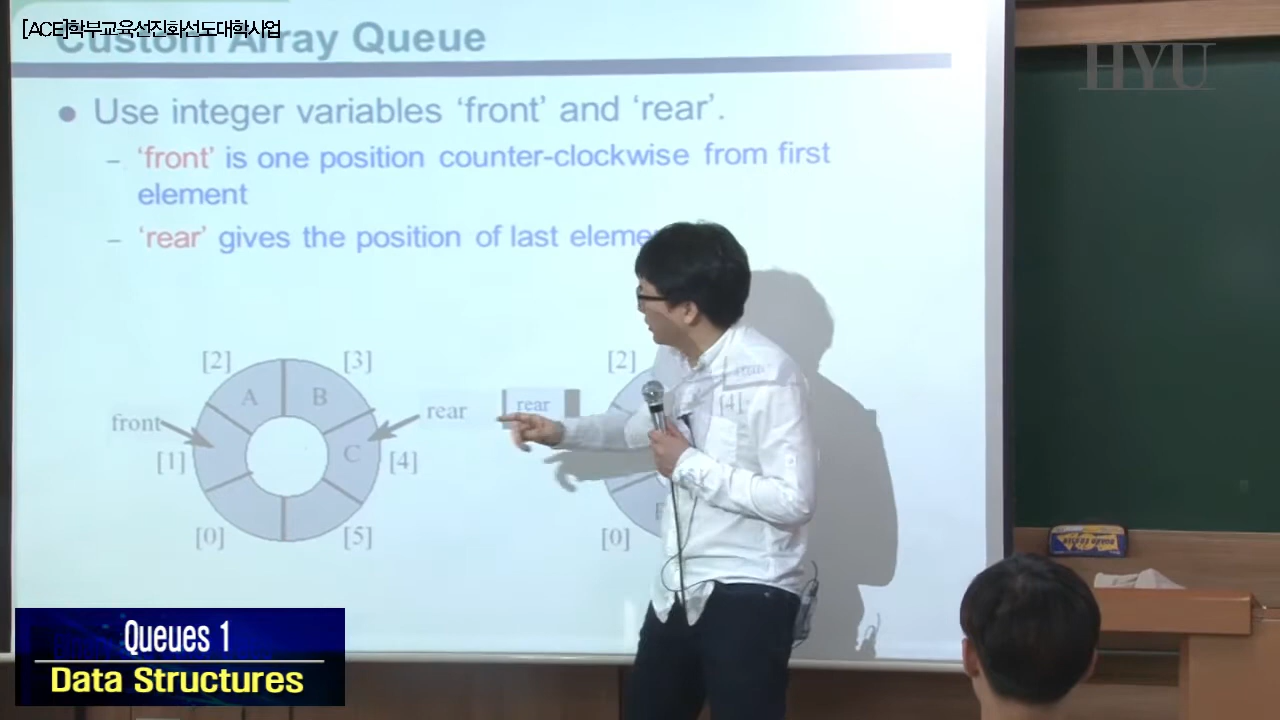 [ACE]학부교육선진화선도대학사업
HYU
Custom Array Queue
● Use integer variables ‘front’ and ‘rear’.
– ‘front’ is one position counter-clockwise from first
element
– ‘rear’ gives the position of last
[2] [3] [2]
A B
front rear rear [4]
[1] C [4]
[0] [5] [0]
Queues 1
Data Structures